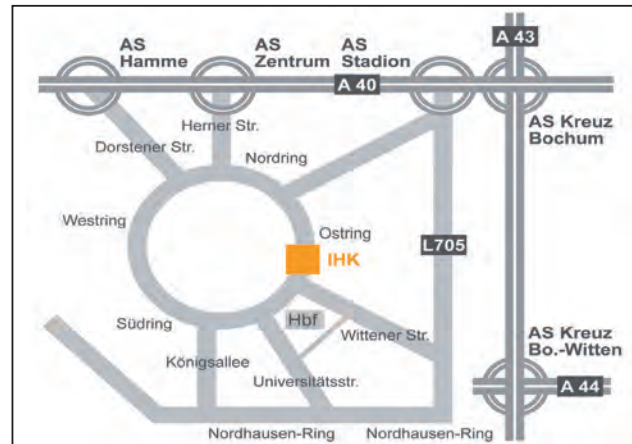 A 43
AS
Hamme
AS
Zentrum
AS
Stadion
A 40
AS Kreuz
Bochum
Herner Str.
Dorstener Str.
Nordring
Westring
Ostring
L705
IHK
Südring
Hbf
Wittener Str.
AS Kreuz
Bo.-Witten
Königsallee
Universitätsstr.
A 44
Nordhausen-Ring
Nordhausen-Ring